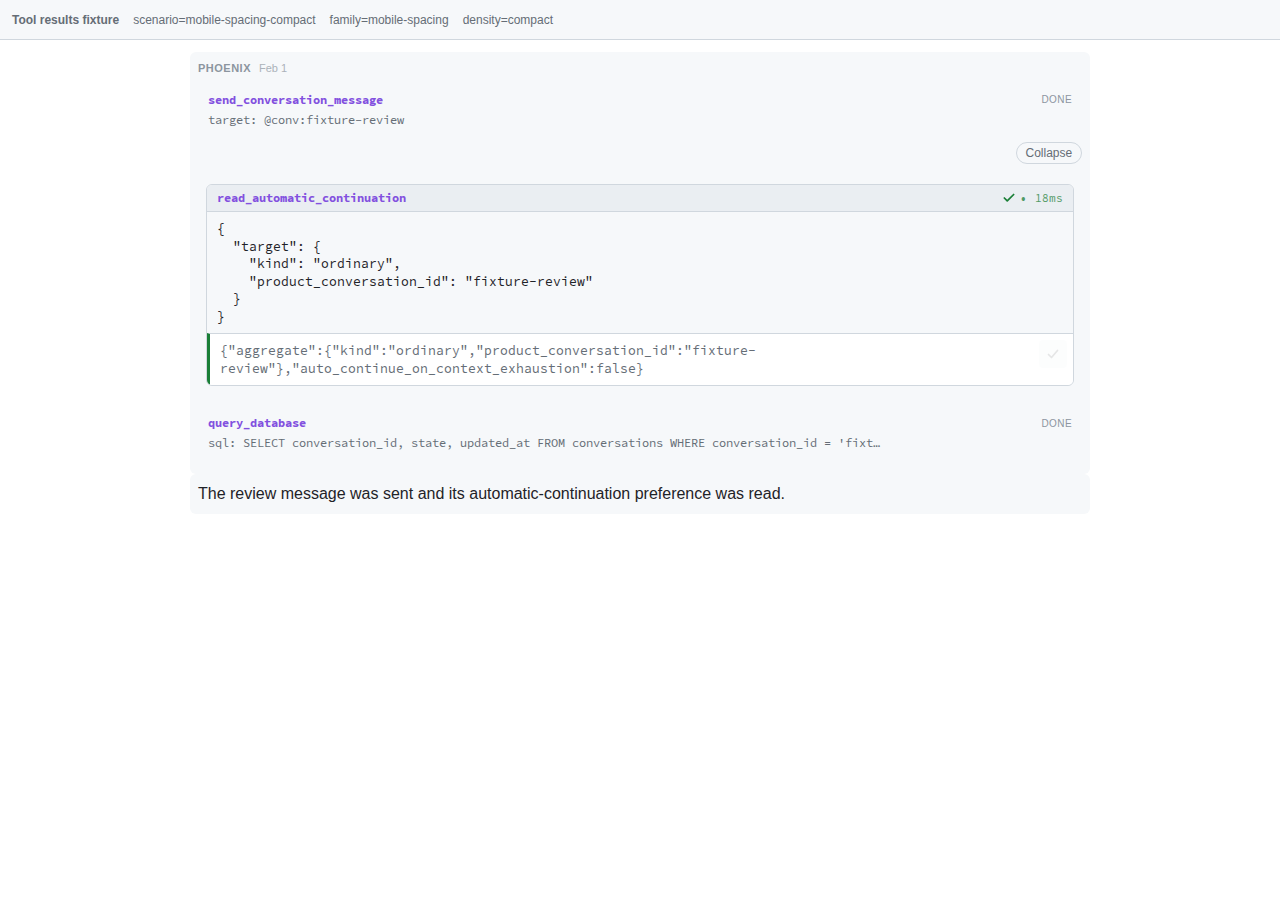 Tool results fixture scenario=mobile-spacing-compact family=mobile-spacing density=compact
PHOENIX Feb 1
send_conversation_message DONE
target: @conv:fixture-review
Collapse
read_automatic_continuation • 18ms
{
  "target": {
    "kind": "ordinary",
    "product_conversation_id": "fixture-review"
  }
}
{"aggregate":{"kind":"ordinary","product_conversation_id":"fixture-
review"},"auto_continue_on_context_exhaustion":false}
query_database DONE
sql: SELECT conversation_id, state, updated_at FROM conversations WHERE conversation_id = 'fixt…
The review message was sent and its automatic-continuation preference was read.